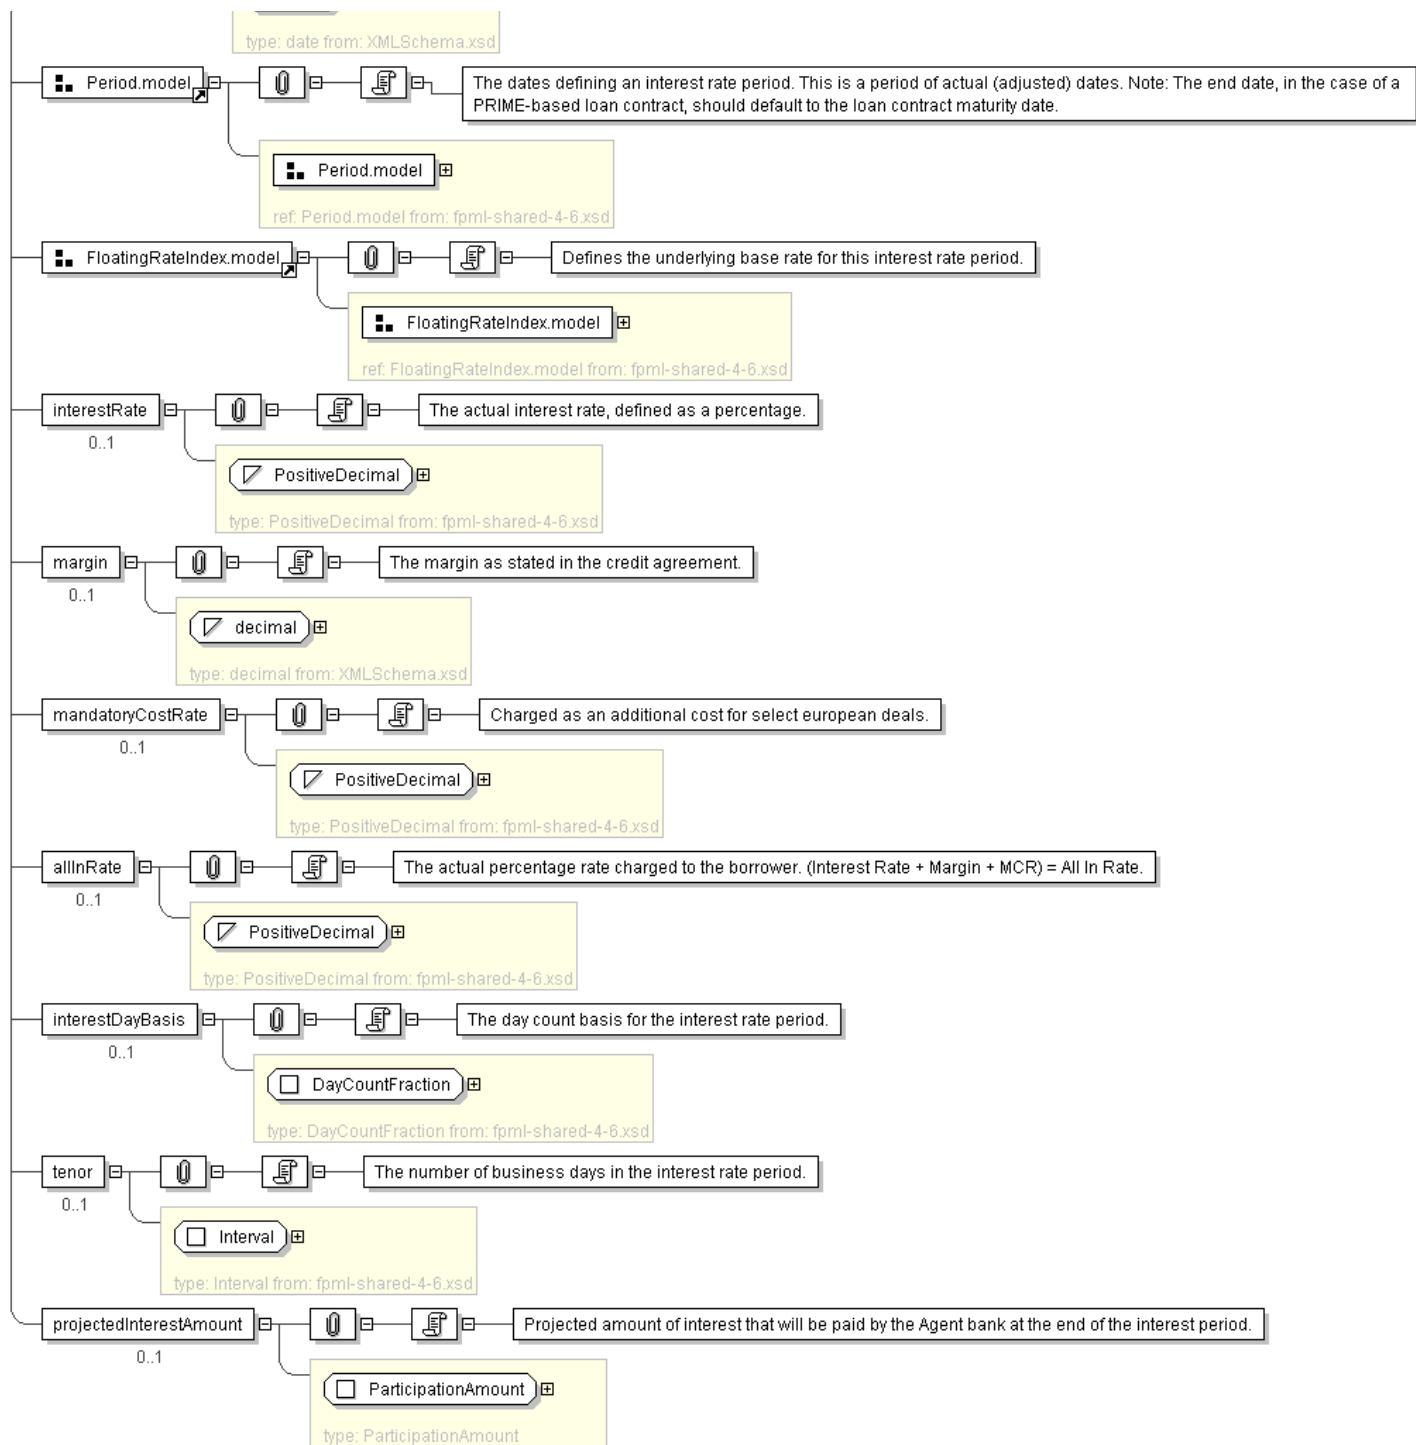 type: date from: XMLSchema.xsd
Period.model
The dates defining an interest rate period. This is a period of actual (adjusted) dates. Note: The end date, in the case of a
PRIME-based loan contract, should default to the loan contract maturity date.
Period.model
ref: Period.model from: fpml-shared-4-6.xsd
FloatingRateIndex.model
Defines the underlying base rate for this interest rate period.
FloatingRateIndex.model
ref: FloatingRateIndex.model from: fpml-shared-4-6.xsd
interestRate
The actual interest rate, defined as a percentage.
0..1
PositiveDecimal
type: PositiveDecimal from: fpml-shared-4-6.xsd
margin
The margin as stated in the credit agreement.
0..1
decimal
type: decimal from: XMLSchema.xsd
mandatoryCostRate
Charged as an additional cost for select european deals.
0..1
PositiveDecimal
type: PositiveDecimal from: fpml-shared-4-6.xsd
allInRate
The actual percentage rate charged to the borrower. (Interest Rate + Margin + MCR) = All In Rate.
0..1
PositiveDecimal
type: PositiveDecimal from: fpml-shared-4-6.xsd
interestDayBasis
The day count basis for the interest rate period.
0..1
DayCountFraction
type: DayCountFraction from: fpml-shared-4-6.xsd
tenor
The number of business days in the interest rate period.
0..1
Interval
type: Interval from: fpml-shared-4-6.xsd
projectedInterestAmount
Projected amount of interest that will be paid by the Agent bank at the end of the interest period.
0..1
ParticipationAmount
type: ParticipationAmount